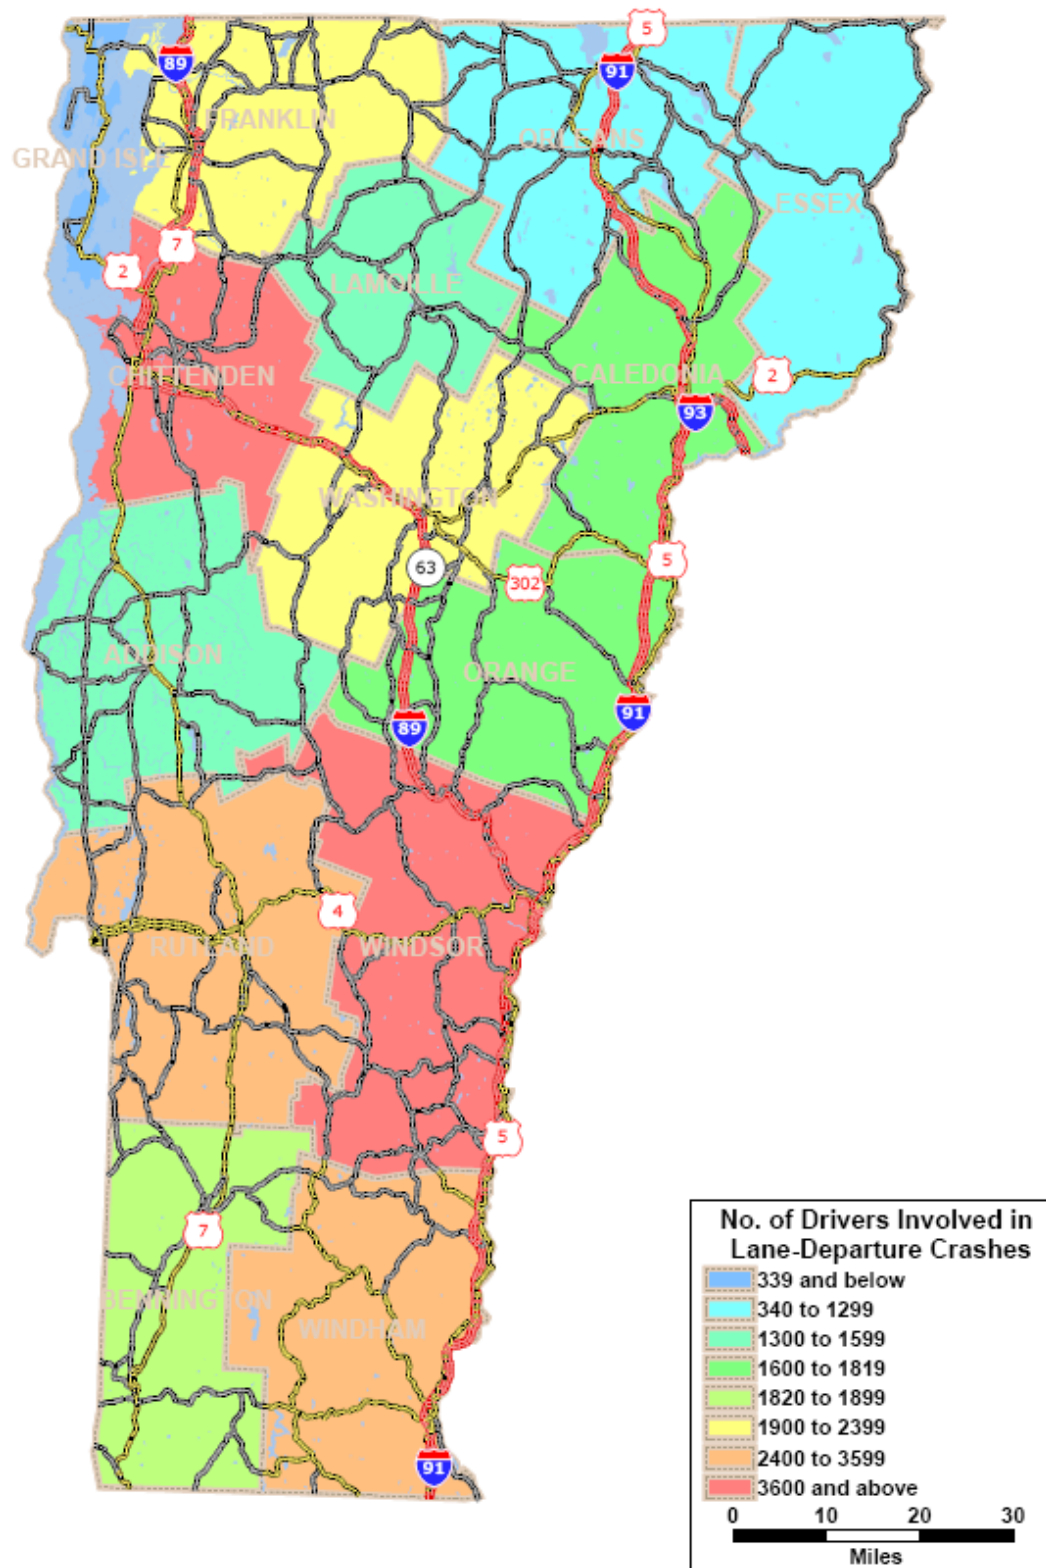 5
89
91
FRANKLIN
ORLEANS
GRAND ISLE
ESSEX
7
2
LAMOILLE
CHITTENDEN
CALEDONIA
2
93
WASHINGTON
63
302
5
ADDISON
ORANGE
89
91
4
RUTLAND
WINDSOR
5
7
BENNINGTON
WINDHAM
91
No. of Drivers Involved in
Lane-Departure Crashes
339 and below
340 to 1299
1300 to 1599
1600 to 1819
1820 to 1899
1900 to 2399
2400 to 3599
3600 and above
0 10 20 30
Miles